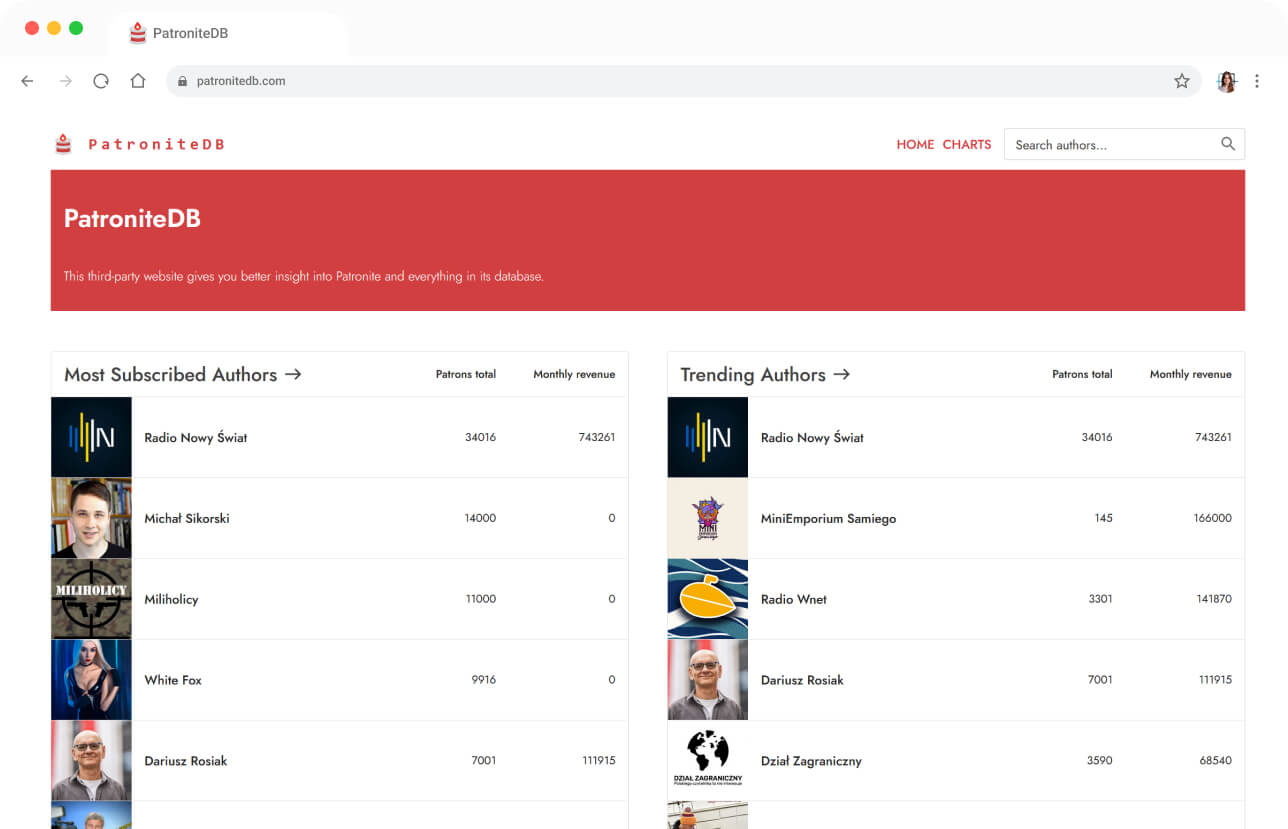 PatroniteDB
patronitedb.com
PatroniteDB
HOME CHARTS Search authors...
PatroniteDB
This third-party website gives you better insight into Patronite and everything in its database.
Most Subscribed Authors → Patrons total Monthly revenue
Radio Nowy Świat 34016 743261
Michał Sikorski 14000 0
MILIHOLICY
Miliholicy 11000 0
White Fox 9916 0
Dariusz Rosiak 7001 111915
Trending Authors → Patrons total Monthly revenue
N
Radio Nowy Świat 34016 743261
MINI
MiniEmporium Samiego 145 166000
Radio Wnet 3301 141870
Dariusz Rosiak 7001 111915
DZIAŁ ZAGRANICZNY
Dział Zagraniczny 3590 68540